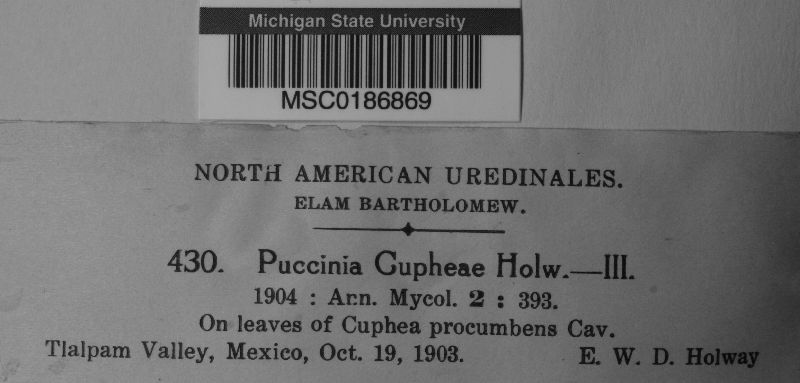 Michigan State University
MSC0186869
NORTH AMERICAN UREDINALES.
ELAM BARTHOLOMEW.
430. Puccinia Cupheae Holw.—III.
1904 : Ann. Mycol. 2 : 393.
On leaves of Cuphea procumbens Cav.
Tlalpam Valley, Mexico, Oct. 19, 1903. E. W. D. Holway